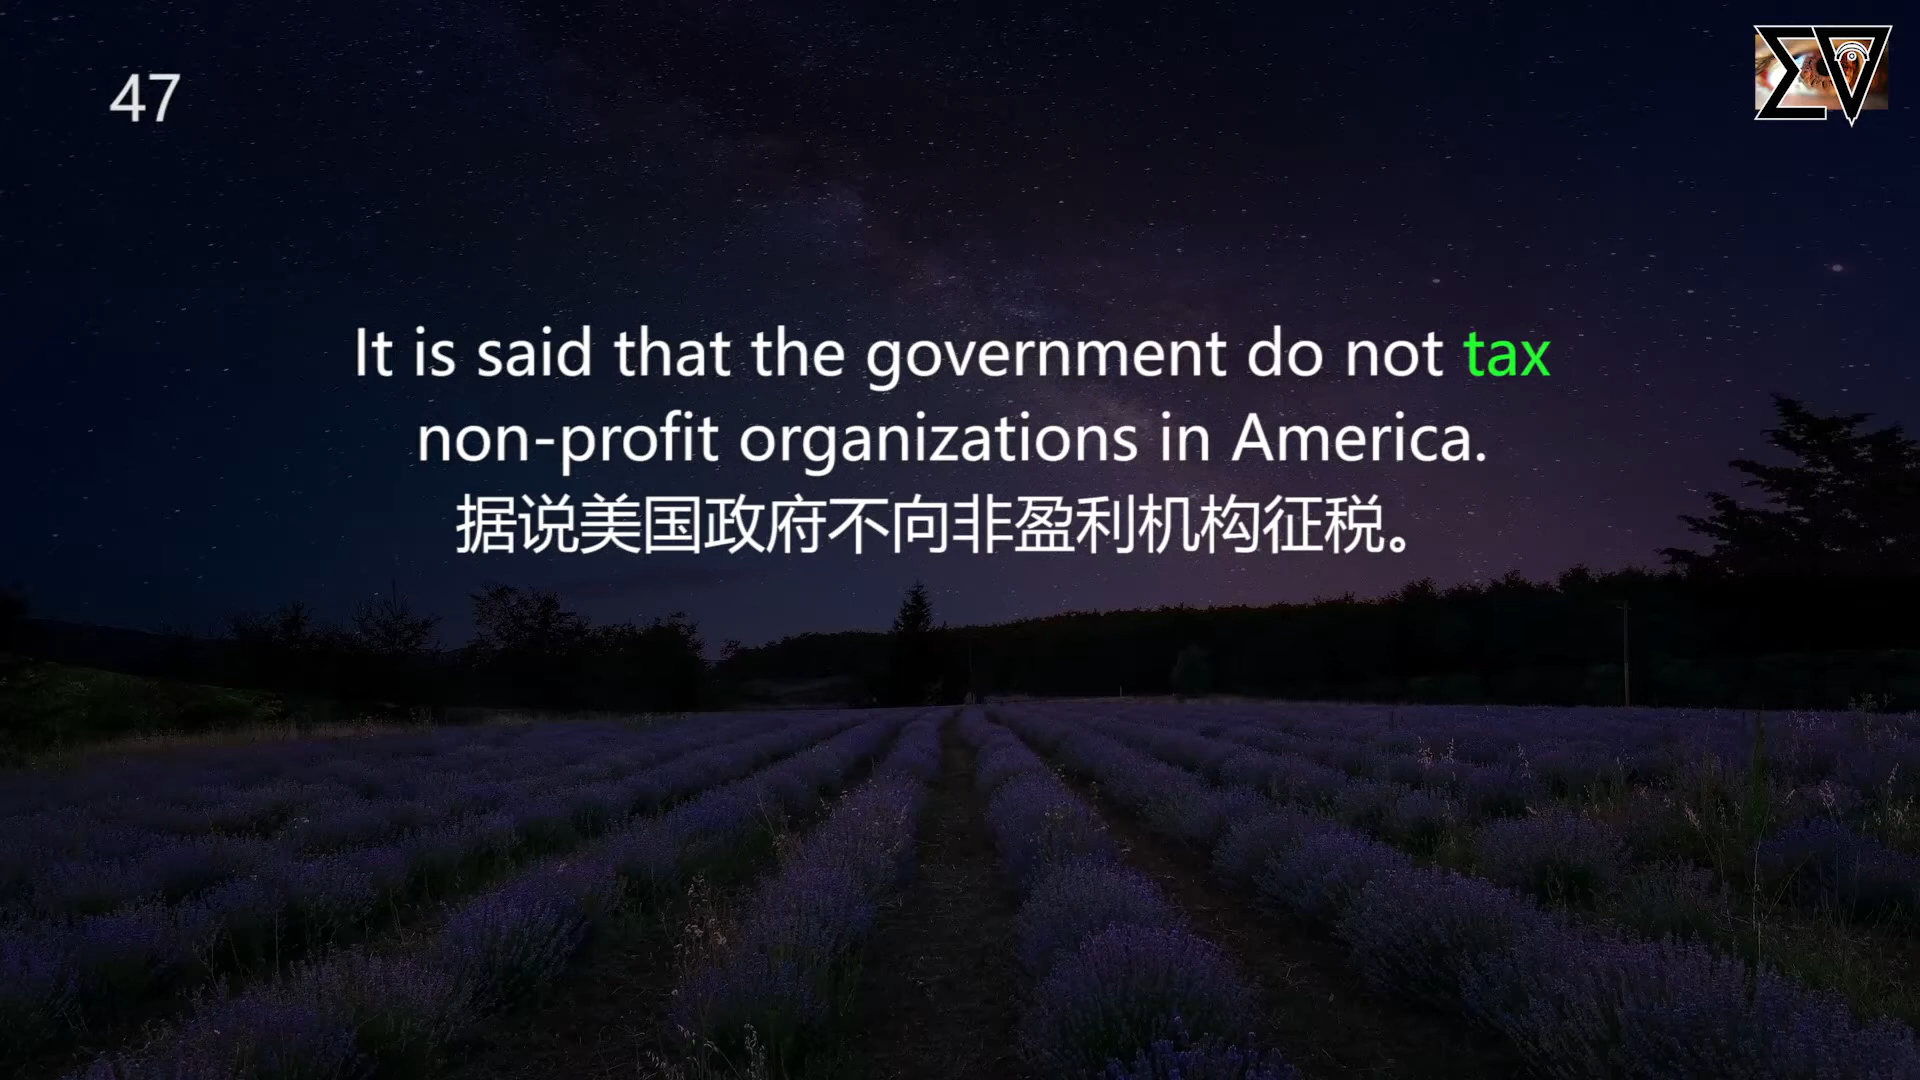 47
It is said that the government do not tax
non-profit organizations in America.
据说美国政府不向非盈利机构征税。